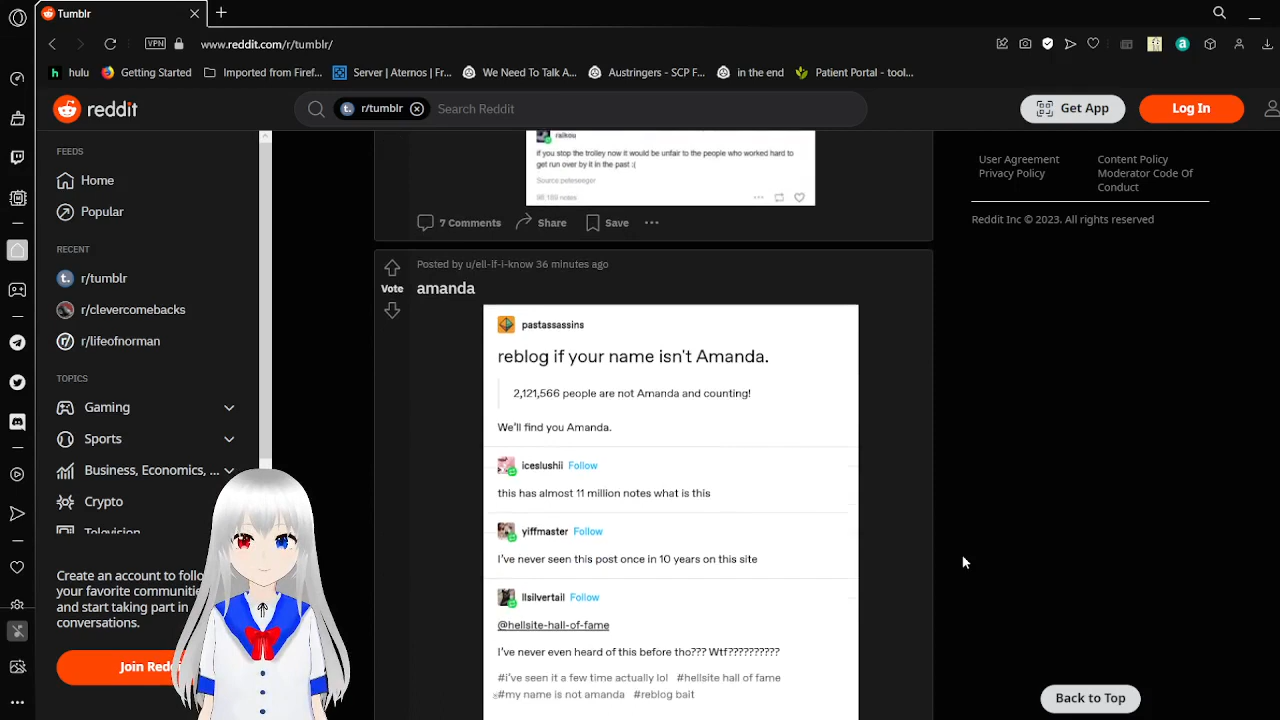 Tumblr
www.reddit.com/r/tumblr/
VPN
hulu
Getting Started
Imported from Firef...
Server | Aternos | Fr...
We Need To Talk A...
Austringers - SCP F...
in the end
Patient Portal - tool...
reddit
r/tumblr
Search Reddit
Get App
Log In
FEEDS
Home
Popular
RECENT
r/tumblr
r/clevercomebacks
r/lifeofnorman
TOPICS
Gaming
Sports
Business, Economics, ...
Crypto
Television
Create an account to follo
your favorite communitie
and start taking part in
conversations.
Join Reddi
raikou
if you stop the trolley now it would be unfair to the people who worked hard to
get run over by it in the past :(
Source peteseeger
189 notes
7 Comments
Share
Save
Posted by u/ell-if-i-know 36 minutes ago
Vote
amanda
pastassassins
reblog if your name isn't Amanda.
2,121,566 people are not Amanda and counting!
We'll find you Amanda.
iceslushii Follow
this has almost 11 million notes what is this
yiffmaster Follow
I've never seen this post once in 10 years on this site
llsilvertail Follow
@hellsite-hall-of-fame
I've never even heard of this before tho??? Wtf??????????
#i've seen it a few time actually lol #hellsite hall of fame
#my name is not amanda #reblog bait
User Agreement
Privacy Policy
Content Policy
Moderator Code Of
Conduct
Reddit Inc © 2023. All rights reserved
Back to Top